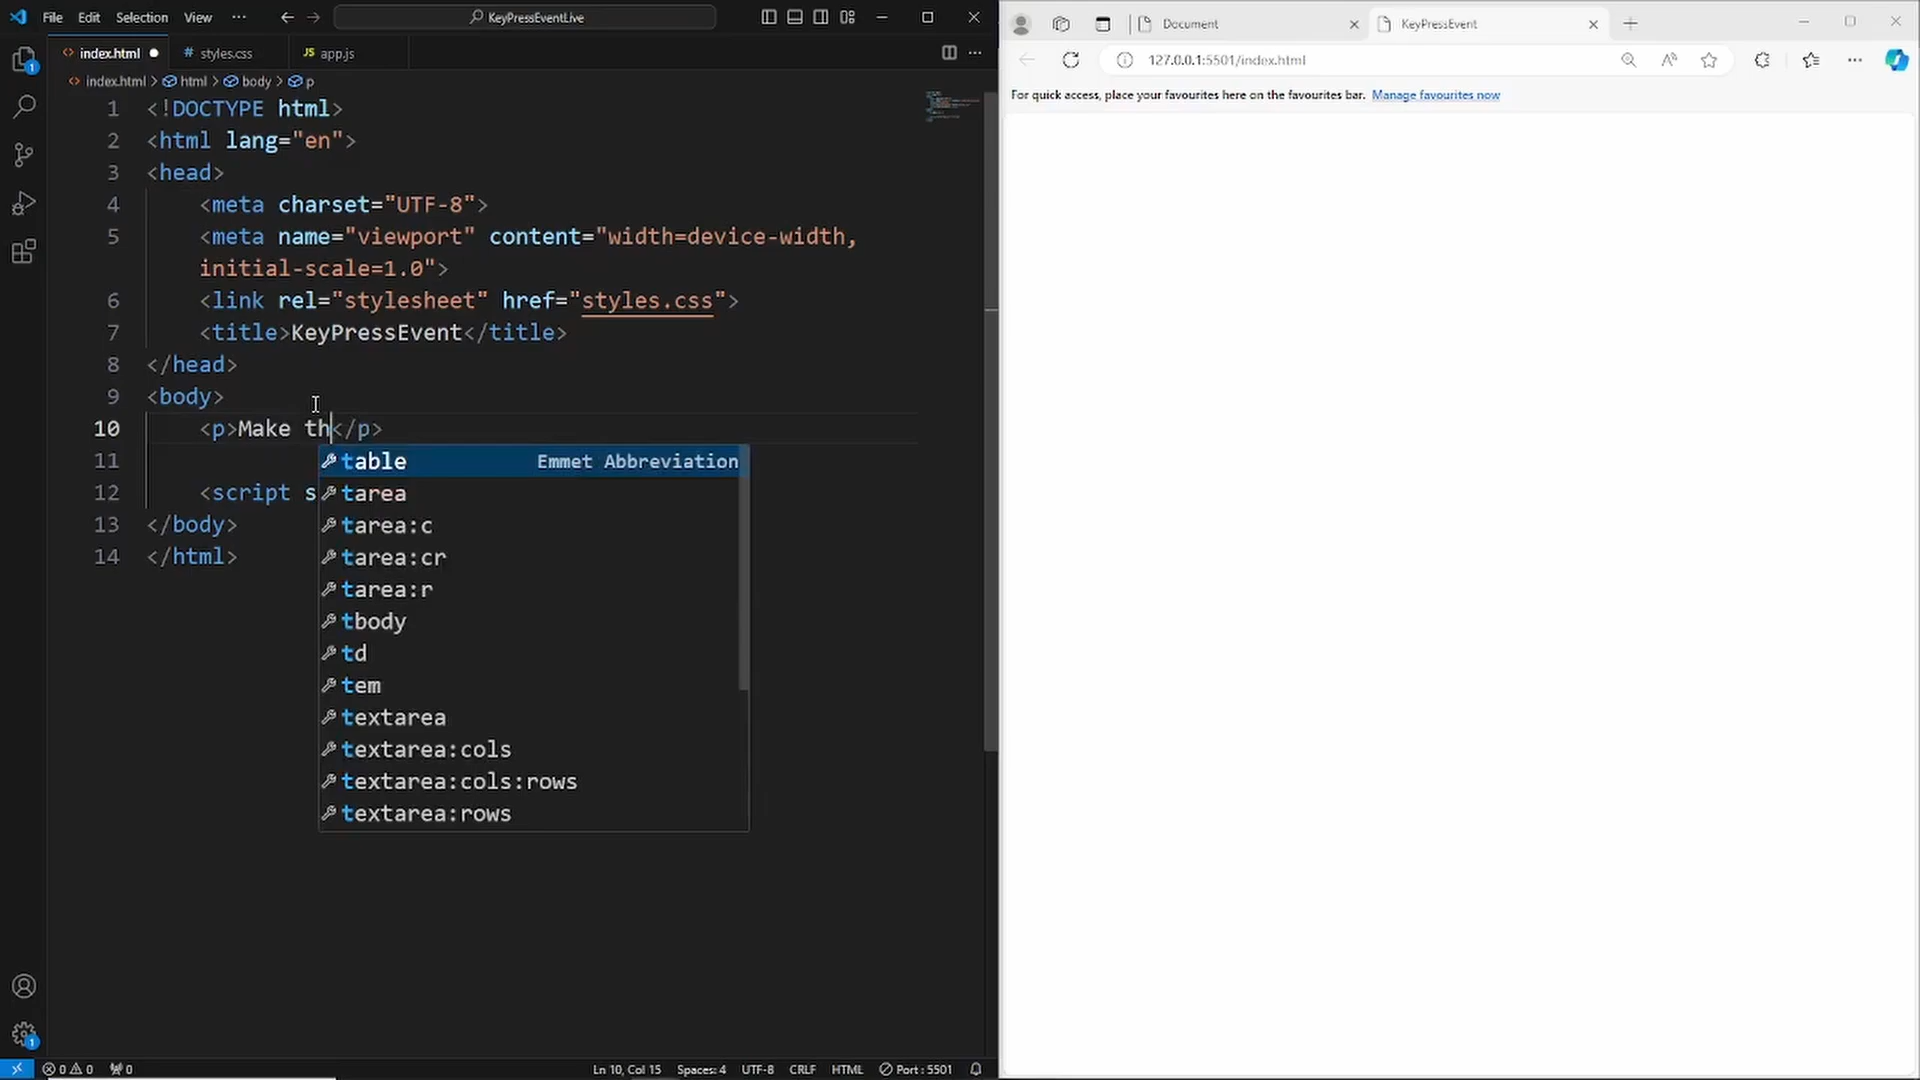 File Edit Selection View ··· KeyPressEventLive
index.html styles.css app.js
index.html > html > body > p
1 <!DOCTYPE html>
2 <html lang="en">
3 <head>
4 <meta charset="UTF-8">
5 <meta name="viewport" content="width=device-width,
initial-scale=1.0">
6 <link rel="stylesheet" href="styles.css">
7 <title>KeyPressEvent</title>
8 </head>
9 <body>
10 <p>Make th</p>
11
12 <script s
13 </body>
14 </html>
table Emmet Abbreviation
tarea
tarea:c
tarea:cr
tarea:r
tbody
td
tem
textarea
textarea:cols
textarea:cols:rows
textarea:rows
1
1
0 0 0 Ln 10, Col 15 Spaces: 4 UTF-8 CRLF HTML Port : 5501
Document KeyPressEvent
127.0.0.1:5501/index.html
For quick access, place your favourites here on the favourites bar. Manage favourites now